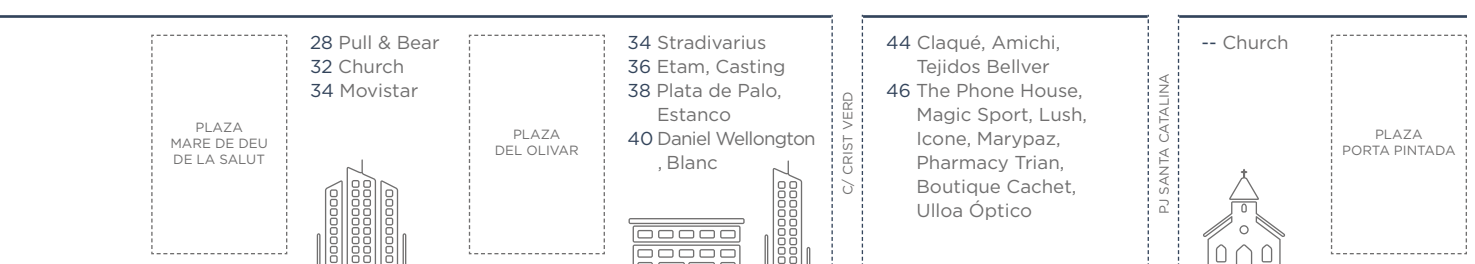 PLAZA
MARE DE DEU
DE LA SALUT
28 Pull & Bear
32 Church
34 Movistar
PLAZA
DEL OLIVAR
34 Stradivarius
36 Etam, Casting
38 Plata de Palo,
Estanco
40 Daniel Wellongton
, Blanc
C/ CRIST VERD
44 Claqué, Amichi,
Tejidos Bellver
46 The Phone House,
Magic Sport, Lush,
Icone, Marypaz,
Pharmacy Trian,
Boutique Cachet,
Ulloa Óptico
PJ SANTA CATALINA
-- Church
PLAZA
PORTA PINTADA